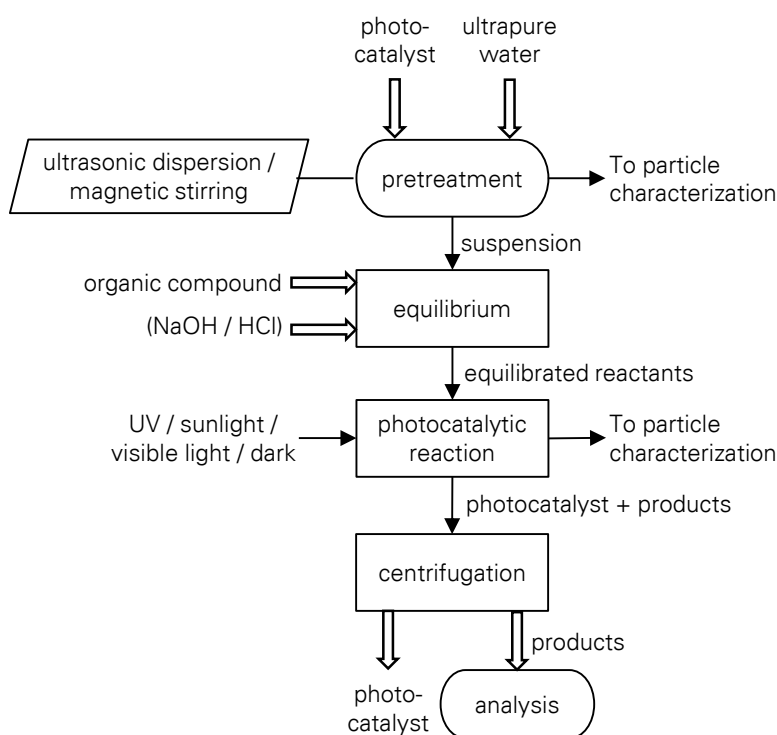 photo-
catalyst
ultrapure
water
ultrasonic dispersion /
magnetic stirring
pretreatment
To particle
characterization
suspension
organic compound
(NaOH / HCl)
equilibrium
equilibrated reactants
UV / sunlight /
visible light / dark
photocatalytic
reaction
To particle
characterization
photocatalyst + products
centrifugation
products
photo-
catalyst
analysis